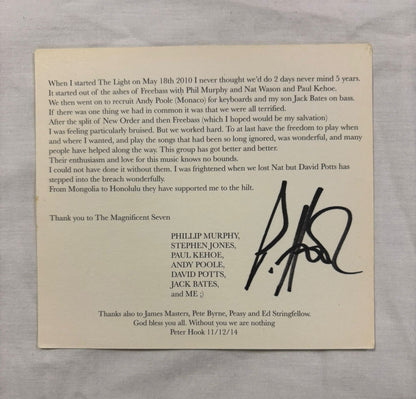 When I started The Light on May 18th 2010 I never thought we'd do 2 days never mind 5 years.
It started out of the ashes of Freebass with Phil Murphy and Nat Wason and Paul Kehoe.
We then went on to recruit Andy Poole (Monaco) for keyboards and my son Jack Bates on bass.
If there was one thing we had in common it was that we were all terrified.
After the split of New Order and then Freebass (which I hoped would be my salvation)
I was feeling particularly bruised. But we worked hard. To at last have the freedom to play when
and where I wanted, and play the songs that had been so long ignored, was wonderful, and many
people have helped along the way. This group has got better and better.
Their enthusiasm and love for this music knows no bounds.
I could not have done it without them. I was frightened when we lost Nat but David Potts has
stepped into the breach wonderfully.
From Mongolia to Honolulu they have supported me to the hilt.
Thank you to The Magnificent Seven
PHILLIP MURPHY,
STEPHEN JONES,
PAUL KEHOE,
ANDY POOLE,
DAVID POTTS,
JACK BATES,
and ME ;)
P. Hook
Thanks also to James Masters, Pete Byrne, Peasy and Ed Stringfellow.
God bless you all. Without you we are nothing
Peter Hook 11/12/14